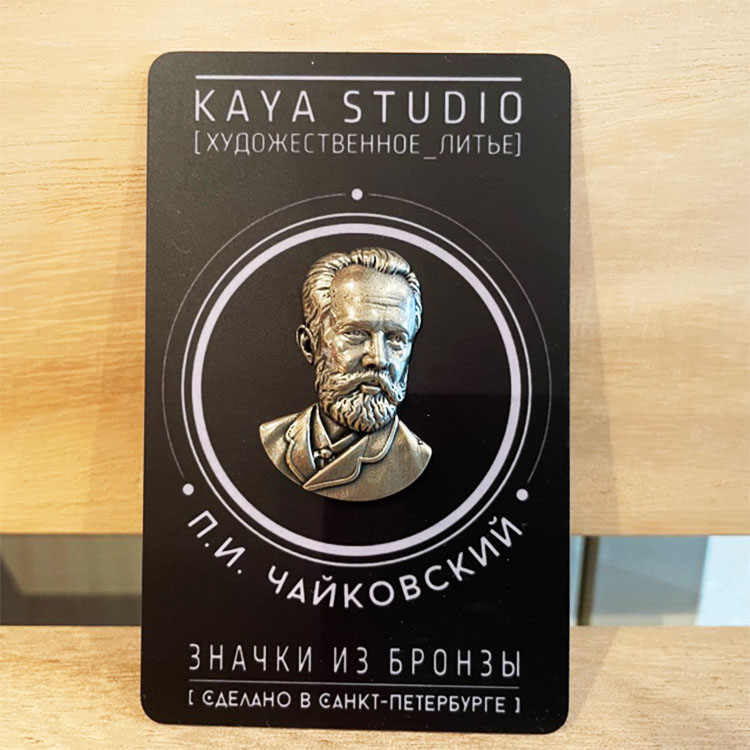 KAYA STUDIO
[ХУДОЖЕСТВЕННОЕ_ЛИТЬЕ]
П.И. ЧАЙКОВСКИЙ
ЗНАЧКИ ИЗ БРОНЗЫ
[ СДЕЛАНО В САНКТ-ПЕТЕРБУРГЕ ]